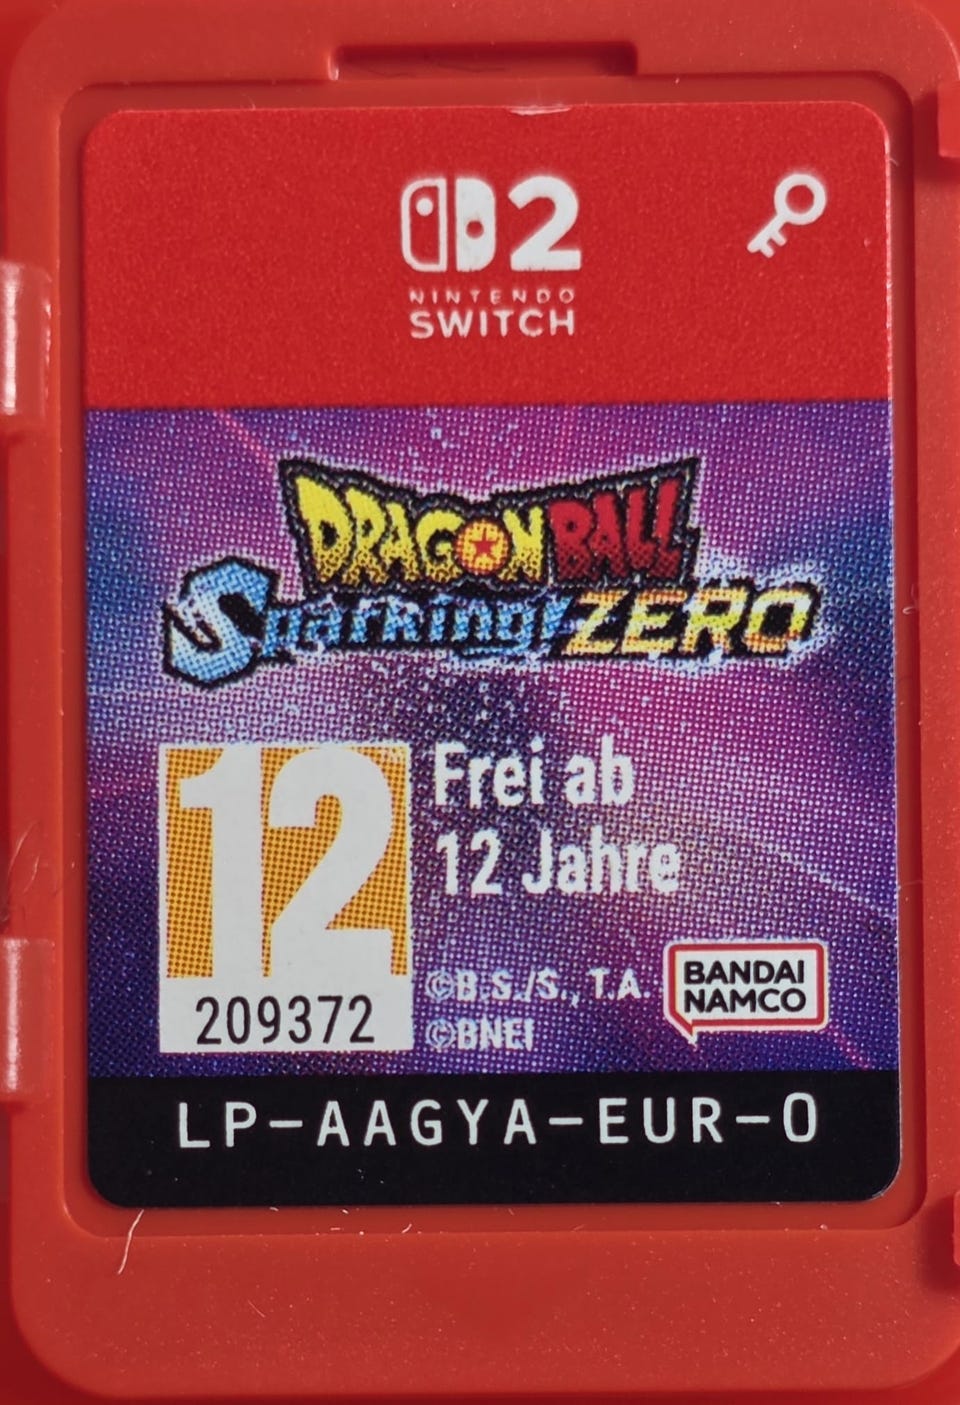 2
NINTENDO
SWITCH
DRAGON BALL
Sparking! ZERO
12
Frei ab
12 Jahre
209372
©B.S./S., T.A.
©BNEI
BANDAI
NAMCO
LP-AAGYA-EUR-0